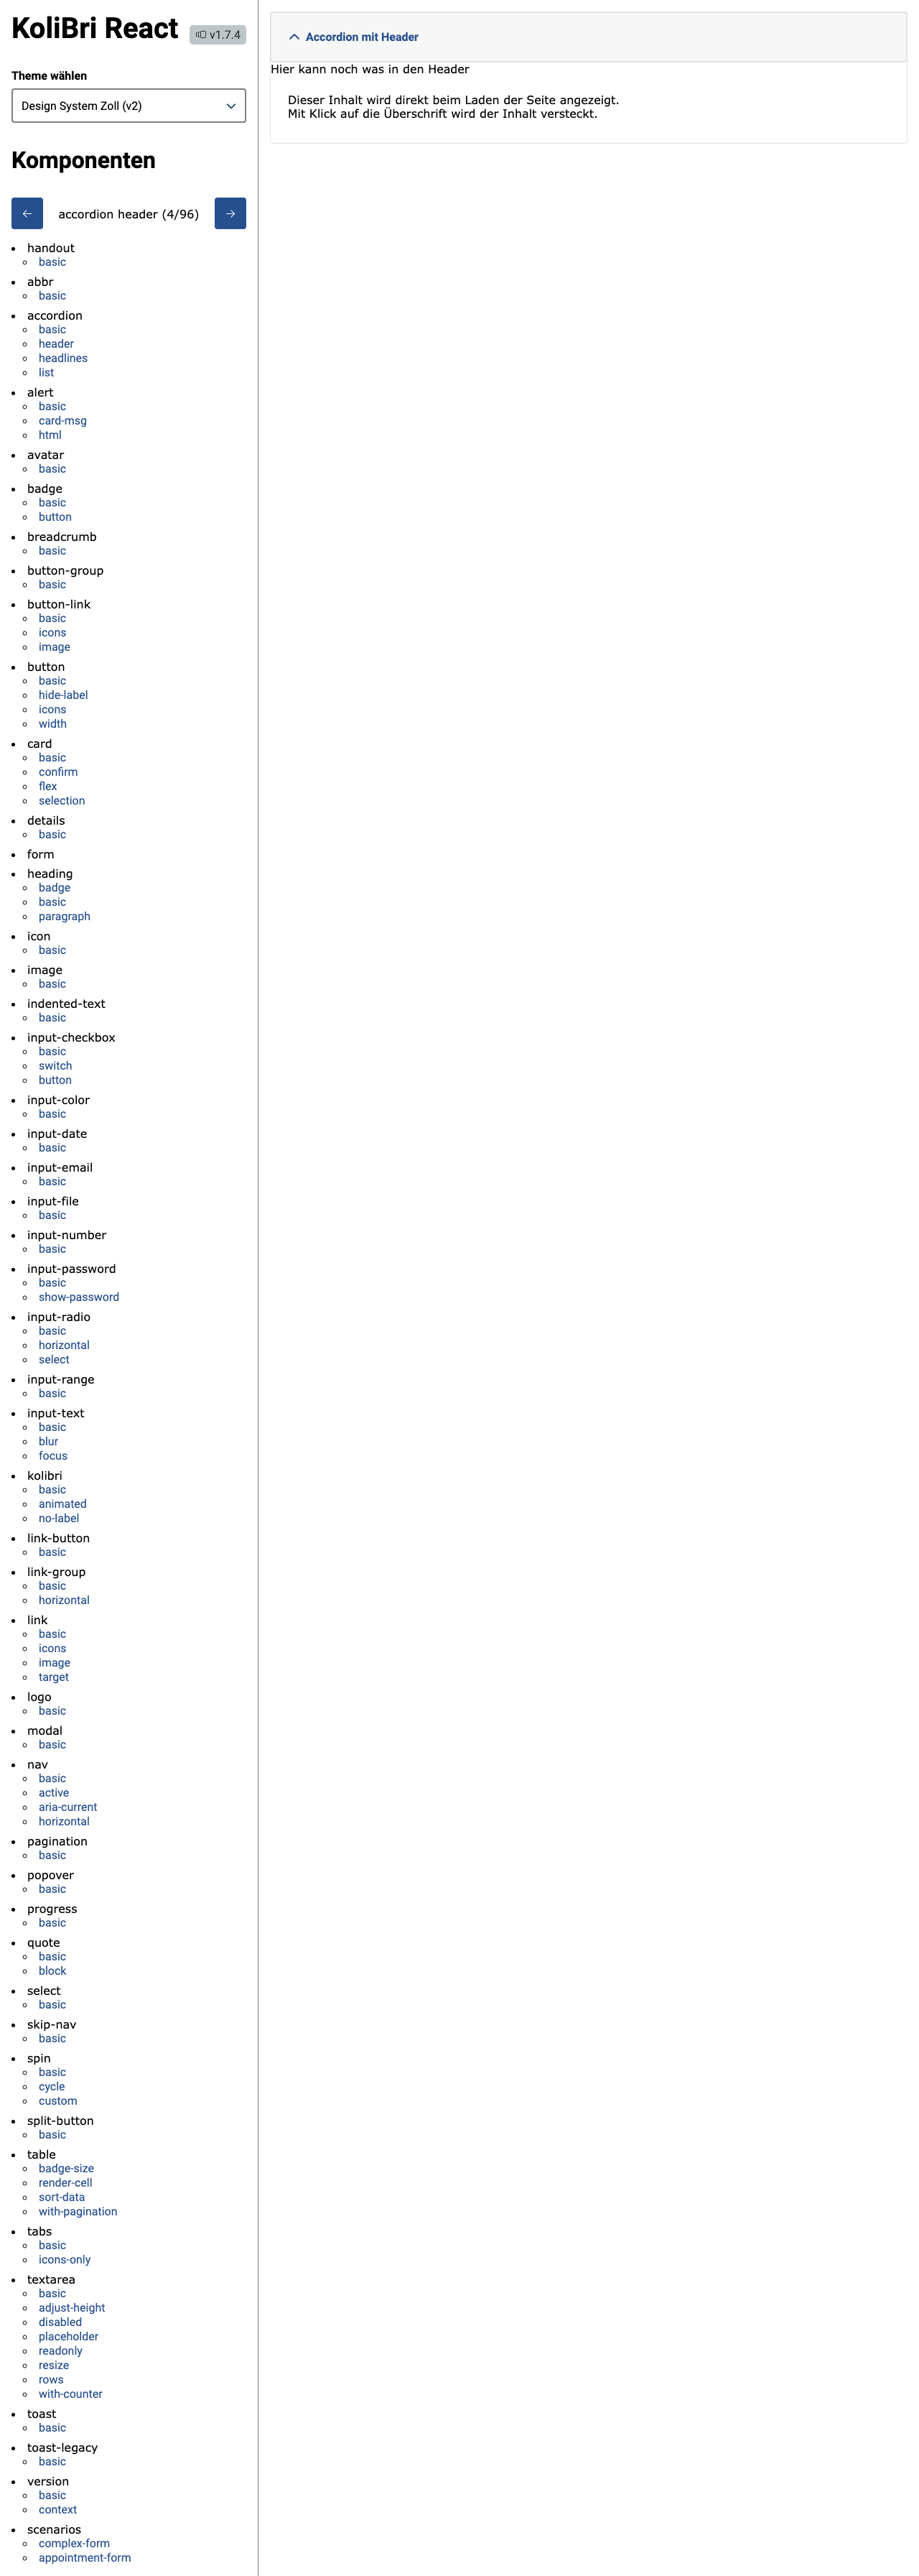 KoliBri React
v1.7.4
Theme wählen
Design System Zoll (v2)
Komponenten
accordion header (4/96)
handout
basic
abbr
basic
accordion
basic
header
headlines
list
alert
basic
card-msg
html
avatar
basic
badge
basic
button
breadcrumb
basic
button-group
basic
button-link
basic
icons
image
button
basic
hide-label
icons
width
card
basic
confirm
flex
selection
details
basic
form
heading
badge
basic
paragraph
icon
basic
image
basic
indented-text
basic
input-checkbox
basic
switch
button
input-color
basic
input-date
basic
input-email
basic
input-file
basic
input-number
basic
input-password
basic
show-password
input-radio
basic
horizontal
select
input-range
basic
input-text
basic
blur
focus
kolibri
basic
animated
no-label
link-button
basic
link-group
basic
horizontal
link
basic
icons
image
target
logo
basic
modal
basic
nav
basic
active
aria-current
horizontal
pagination
basic
popover
basic
progress
basic
quote
basic
block
select
basic
skip-nav
basic
spin
basic
cycle
custom
split-button
basic
table
badge-size
render-cell
sort-data
with-pagination
tabs
basic
icons-only
textarea
basic
adjust-height
disabled
placeholder
readonly
resize
rows
with-counter
toast
basic
toast-legacy
basic
version
basic
context
scenarios
complex-form
appointment-form
Accordion mit Header
Hier kann noch was in den Header
Dieser Inhalt wird direkt beim Laden der Seite angezeigt.
Mit Klick auf die Überschrift wird der Inhalt versteckt.